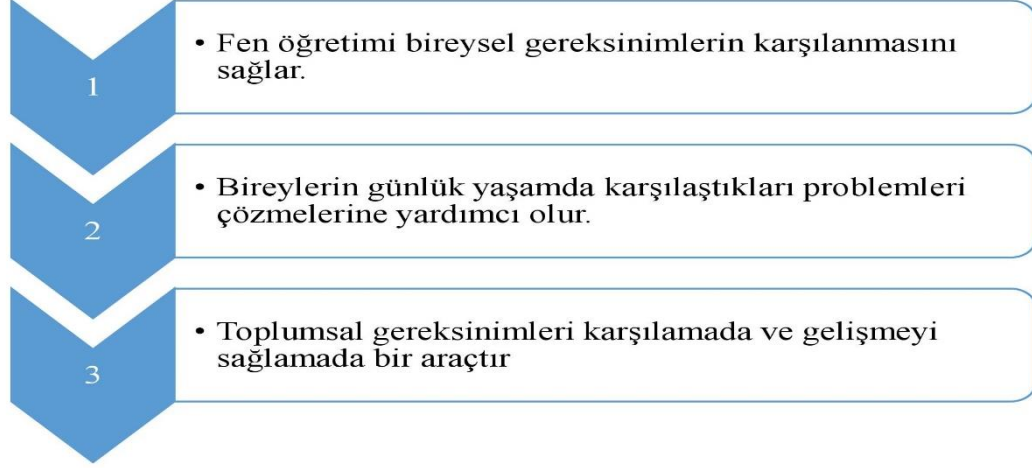 1
• Fen öğretimi bireysel gereksinimlerin karşılanmasını
sağlar.
2
• Bireylerin günlük yaşamda karşılaştıkları problemleri
çözmelerine yardımcı olur.
3
• Toplumsal gereksinimleri karşılamada ve gelişmeyi
sağlamada bir araçtır